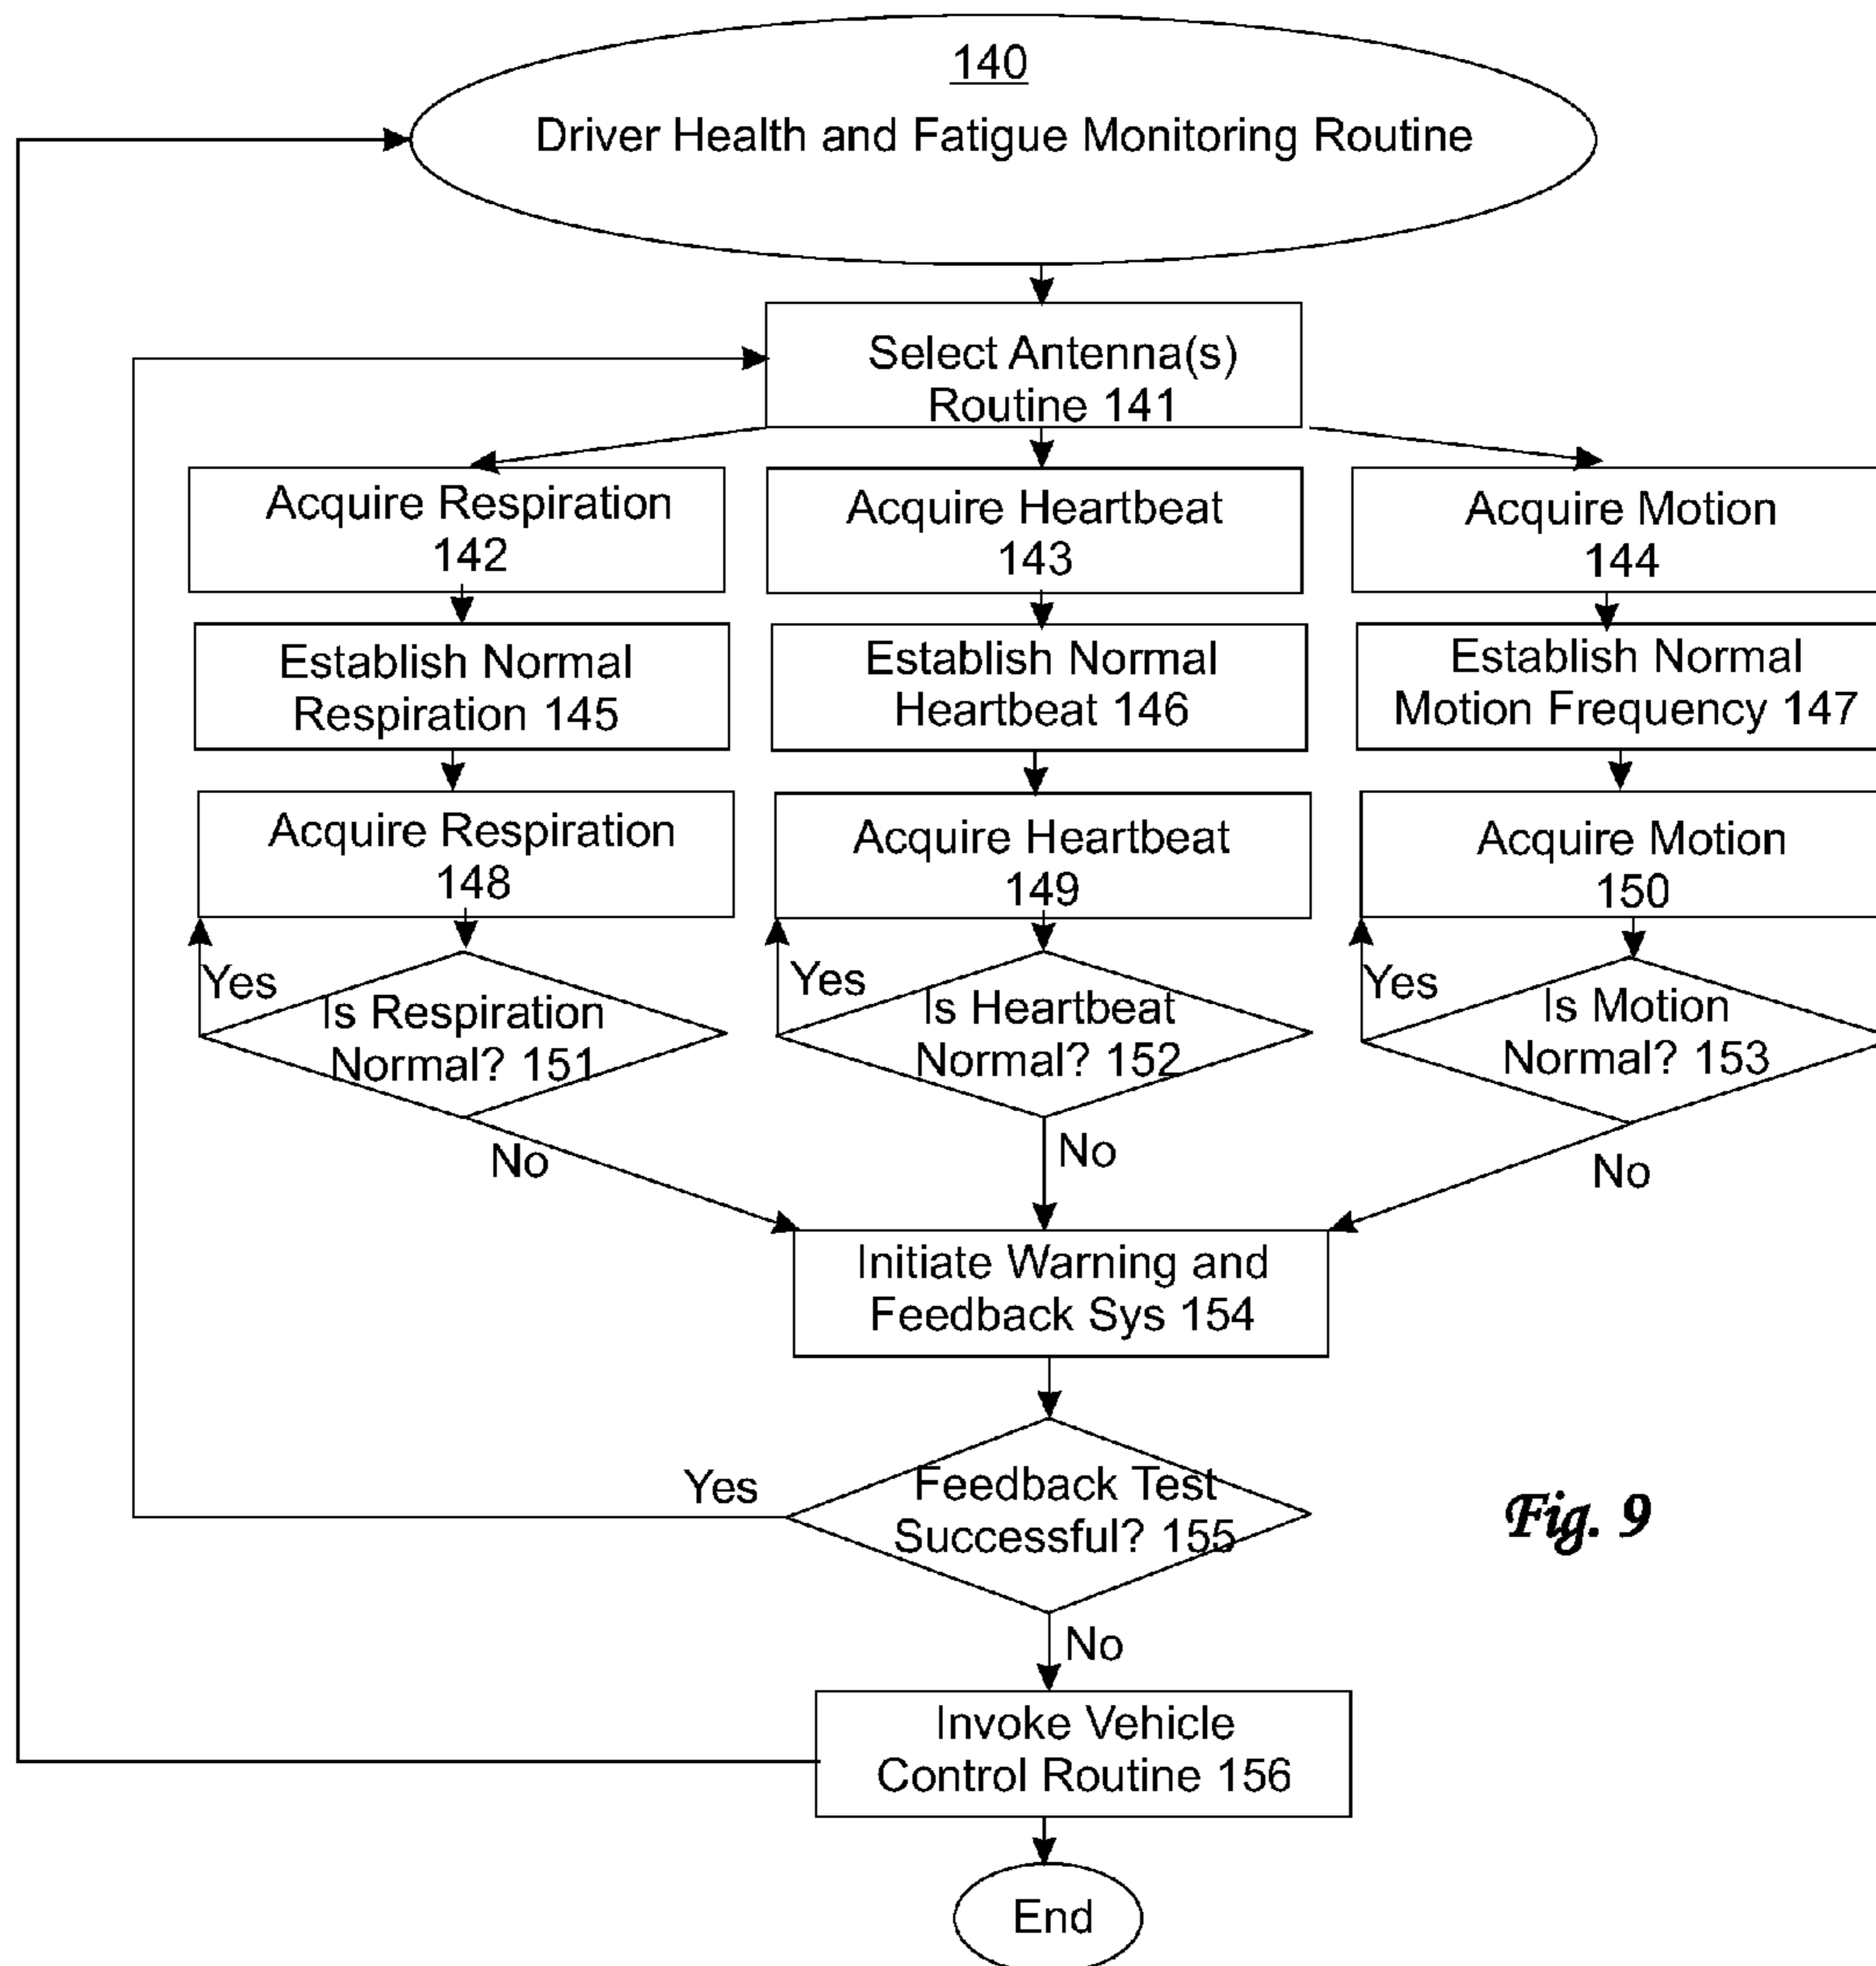 140
Driver Health and Fatigue Monitoring Routine
Select Antenna(s)
Routine 141
Acquire Respiration
142
Acquire Heartbeat
143
Acquire Motion
144
Establish Normal
Respiration 145
Establish Normal
Heartbeat 146
Establish Normal
Motion Frequency 147
Acquire Respiration
148
Acquire Heartbeat
149
Acquire Motion
150
Yes
Is Respiration
Normal? 151
Yes
Is Heartbeat
Normal? 152
Yes
Is Motion
Normal? 153
No
No
No
Initiate Warning and
Feedback Sys 154
Yes
Feedback Test
Successful? 155
Fig. 9
No
Invoke Vehicle
Control Routine 156
End